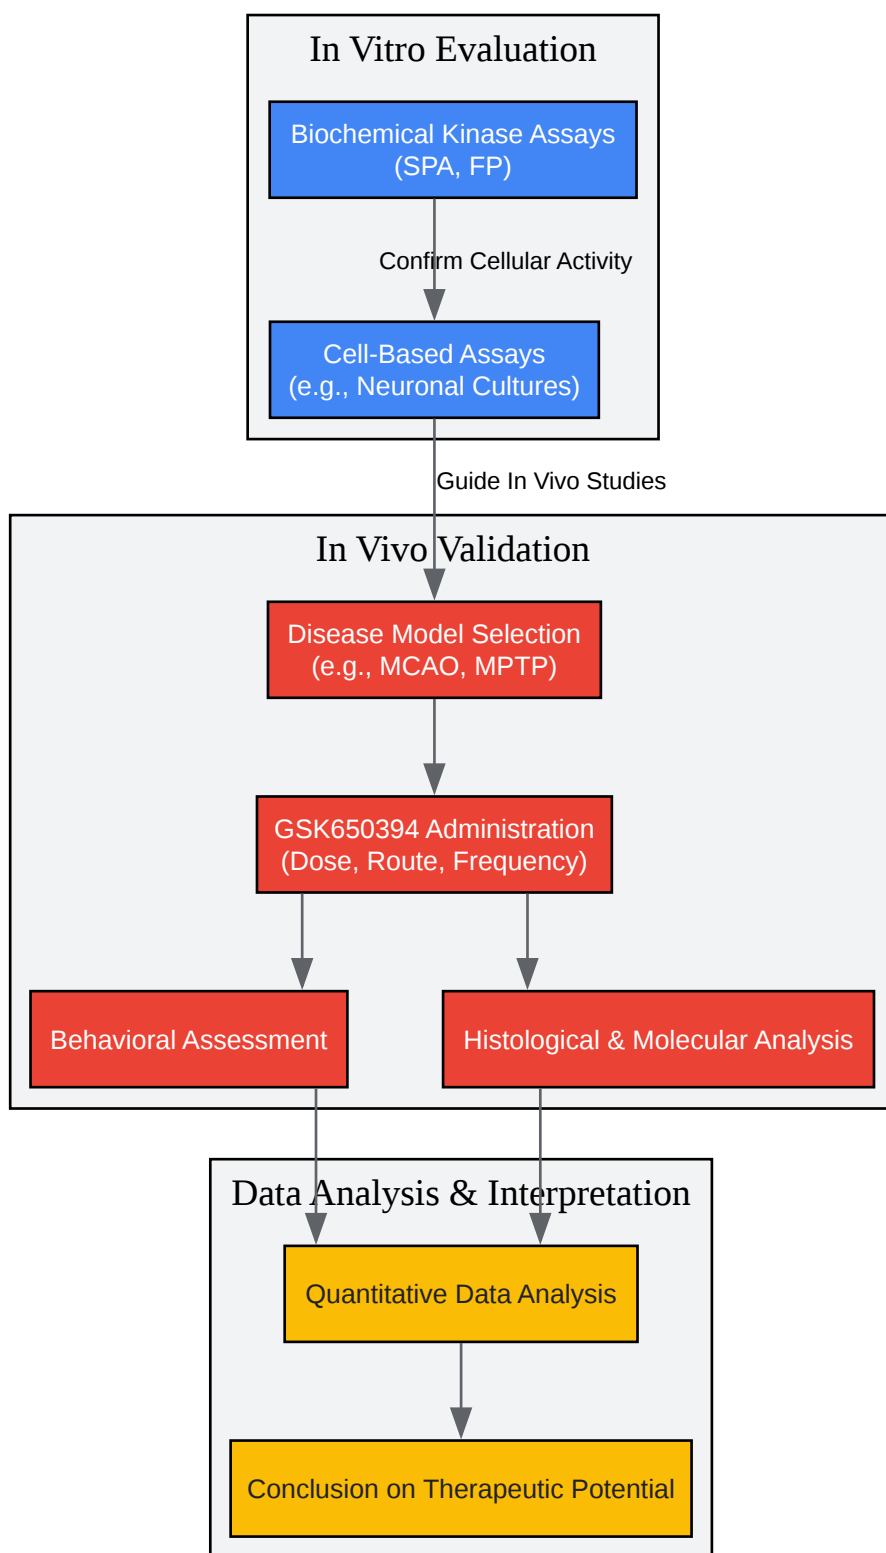 In Vitro Evaluation
Biochemical Kinase Assays
(SPA, FP)
Confirm Cellular Activity
Cell-Based Assays
(e.g., Neuronal Cultures)
Guide In Vivo Studies
In Vivo Validation
Disease Model Selection
(e.g., MCAO, MPTP)
GSK650394 Administration
(Dose, Route, Frequency)
Behavioral Assessment
Histological & Molecular Analysis
Data Analysis & Interpretation
Quantitative Data Analysis
Conclusion on Therapeutic Potential